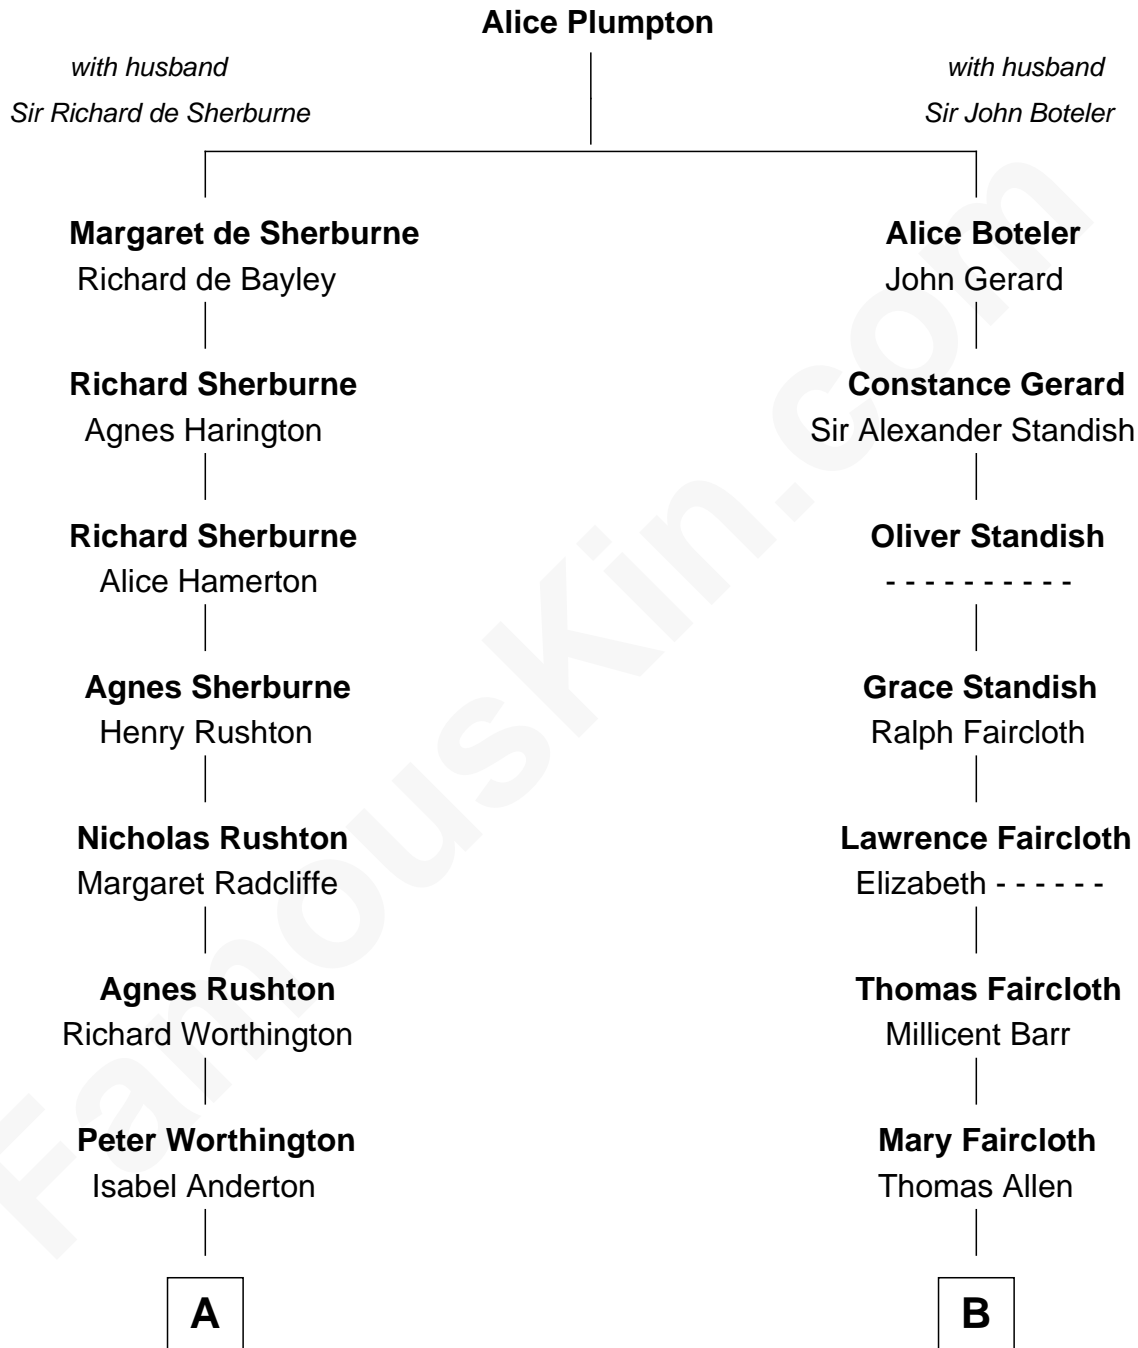 Alice Plumpton
with husband
Sir Richard de Sherburne
with husband
Sir John Boteler
Margaret de Sherburne
Richard de Bayley
Alice Boteler
John Gerard
Richard Sherburne
Agnes Harington
Constance Gerard
Sir Alexander Standish
Richard Sherburne
Alice Hamerton
Oliver Standish
- - - - - - - - - -
Agnes Sherburne
Henry Rushton
Grace Standish
Ralph Faircloth
Nicholas Rushton
Margaret Radcliffe
Lawrence Faircloth
Elizabeth - - - - - -
Agnes Rushton
Richard Worthington
Thomas Faircloth
Millicent Barr
Peter Worthington
Isabel Anderton
Mary Faircloth
Thomas Allen
A
B
FamousKin.com